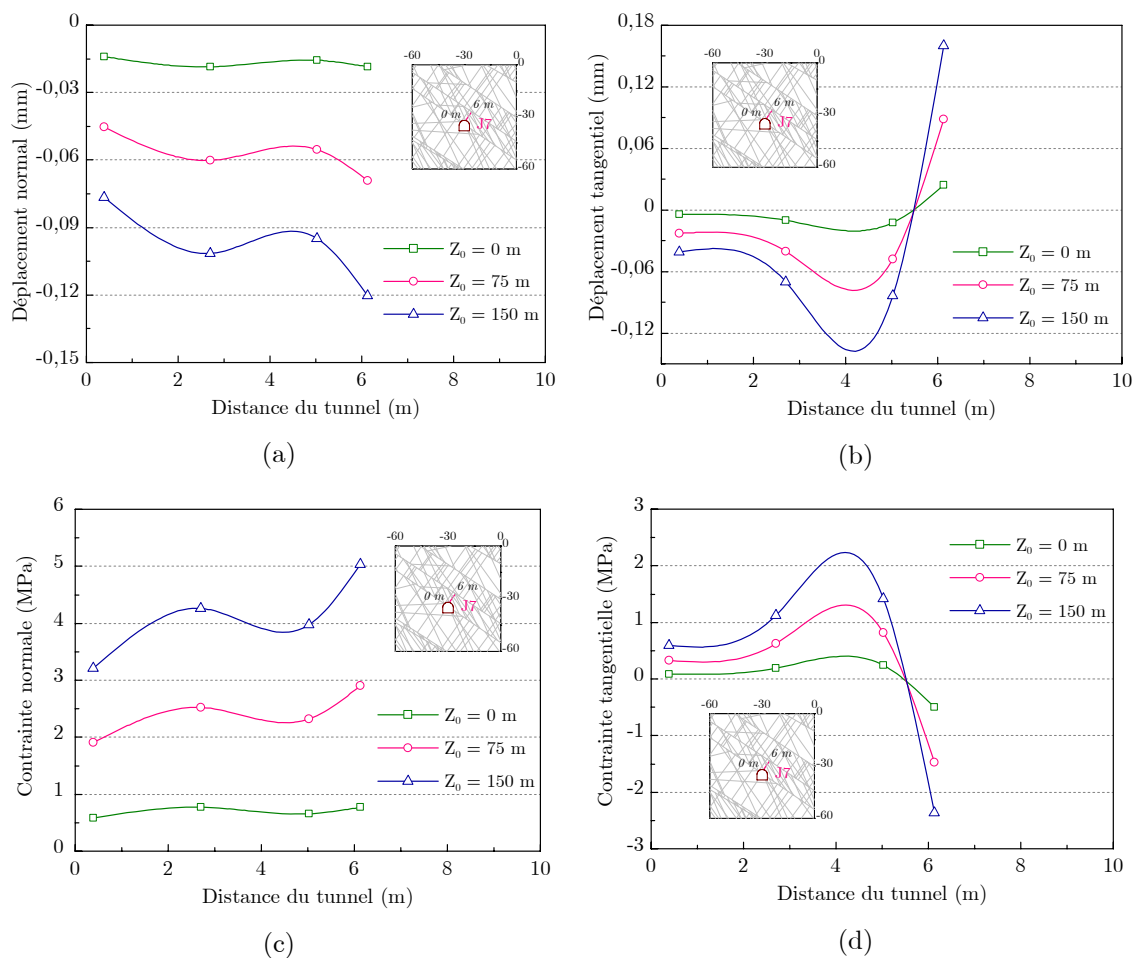 0
-0,03
-0,06
-0,09
-0,12
-0,15
Déplacement normal (mm)
-60
-30
0
-30
-60
0 m
6 m
J7
Z0 = 0 m
Z0 = 75 m
Z0 = 150 m
0 2 4 6 8 10
Distance du tunnel (m)
(a)
0,18
0,12
0,06
0
-0,06
-0,12
Déplacement tangentiel (mm)
-60
-30
0
-30
-60
0 m
6 m
J7
Z0 = 0 m
Z0 = 75 m
Z0 = 150 m
0 2 4 6 8 10
Distance du tunnel (m)
(b)
6
5
4
3
2
1
0
Contrainte normale (MPa)
-60
-30
0
-30
-60
0 m
6 m
J7
Z0 = 0 m
Z0 = 75 m
Z0 = 150 m
0 2 4 6 8 10
Distance du tunnel (m)
(c)
3
2
1
0
-1
-2
-3
Contrainte tangentielle (MPa)
Z0 = 0 m
Z0 = 75 m
Z0 = 150 m
-60
-30
0
-30
-60
0 m
6 m
J7
0 2 4 6 8 10
Distance du tunnel (m)
(d)